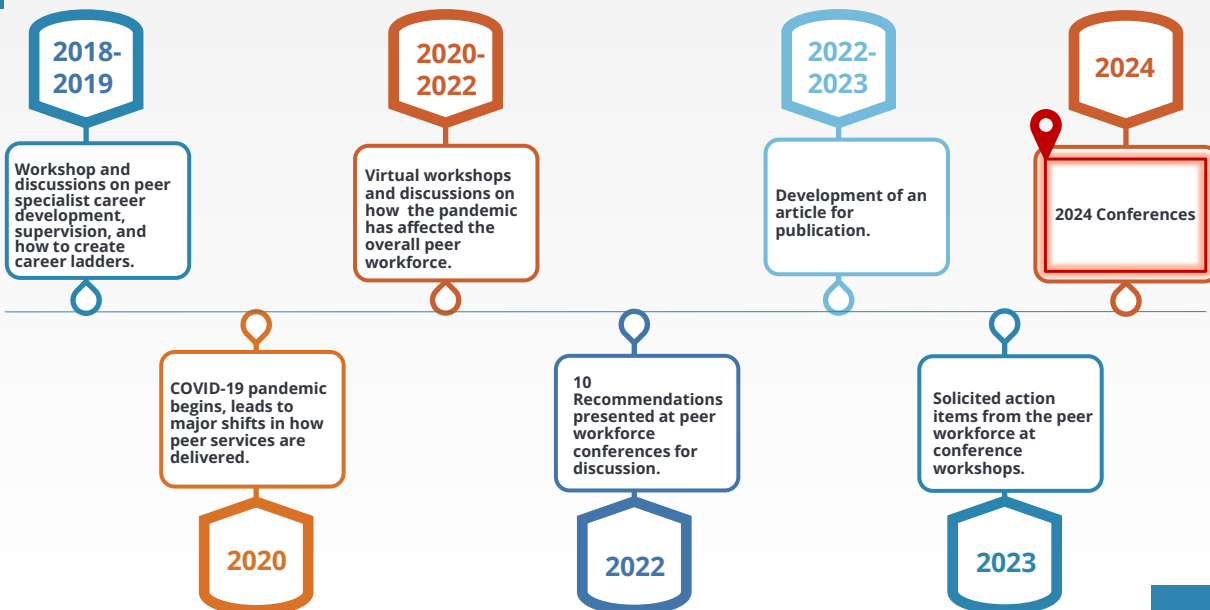 2018-
2019
Workshop and
discussions on peer
specialist career
development,
supervision, and
how to create
career ladders.
COVID-19 pandemic
begins, leads to
major shifts in how
peer services are
delivered.
2020
2020-
2022
Virtual workshops
and discussions on
how  the pandemic
has affected the
overall peer
workforce.
10
Recommendations
presented at peer
workforce
conferences for
discussion.
2022
2022-
2023
Development of an
article for
publication.
Solicited action
items from the peer
workforce at
conference
workshops.
2023
2024
2024 Conferences